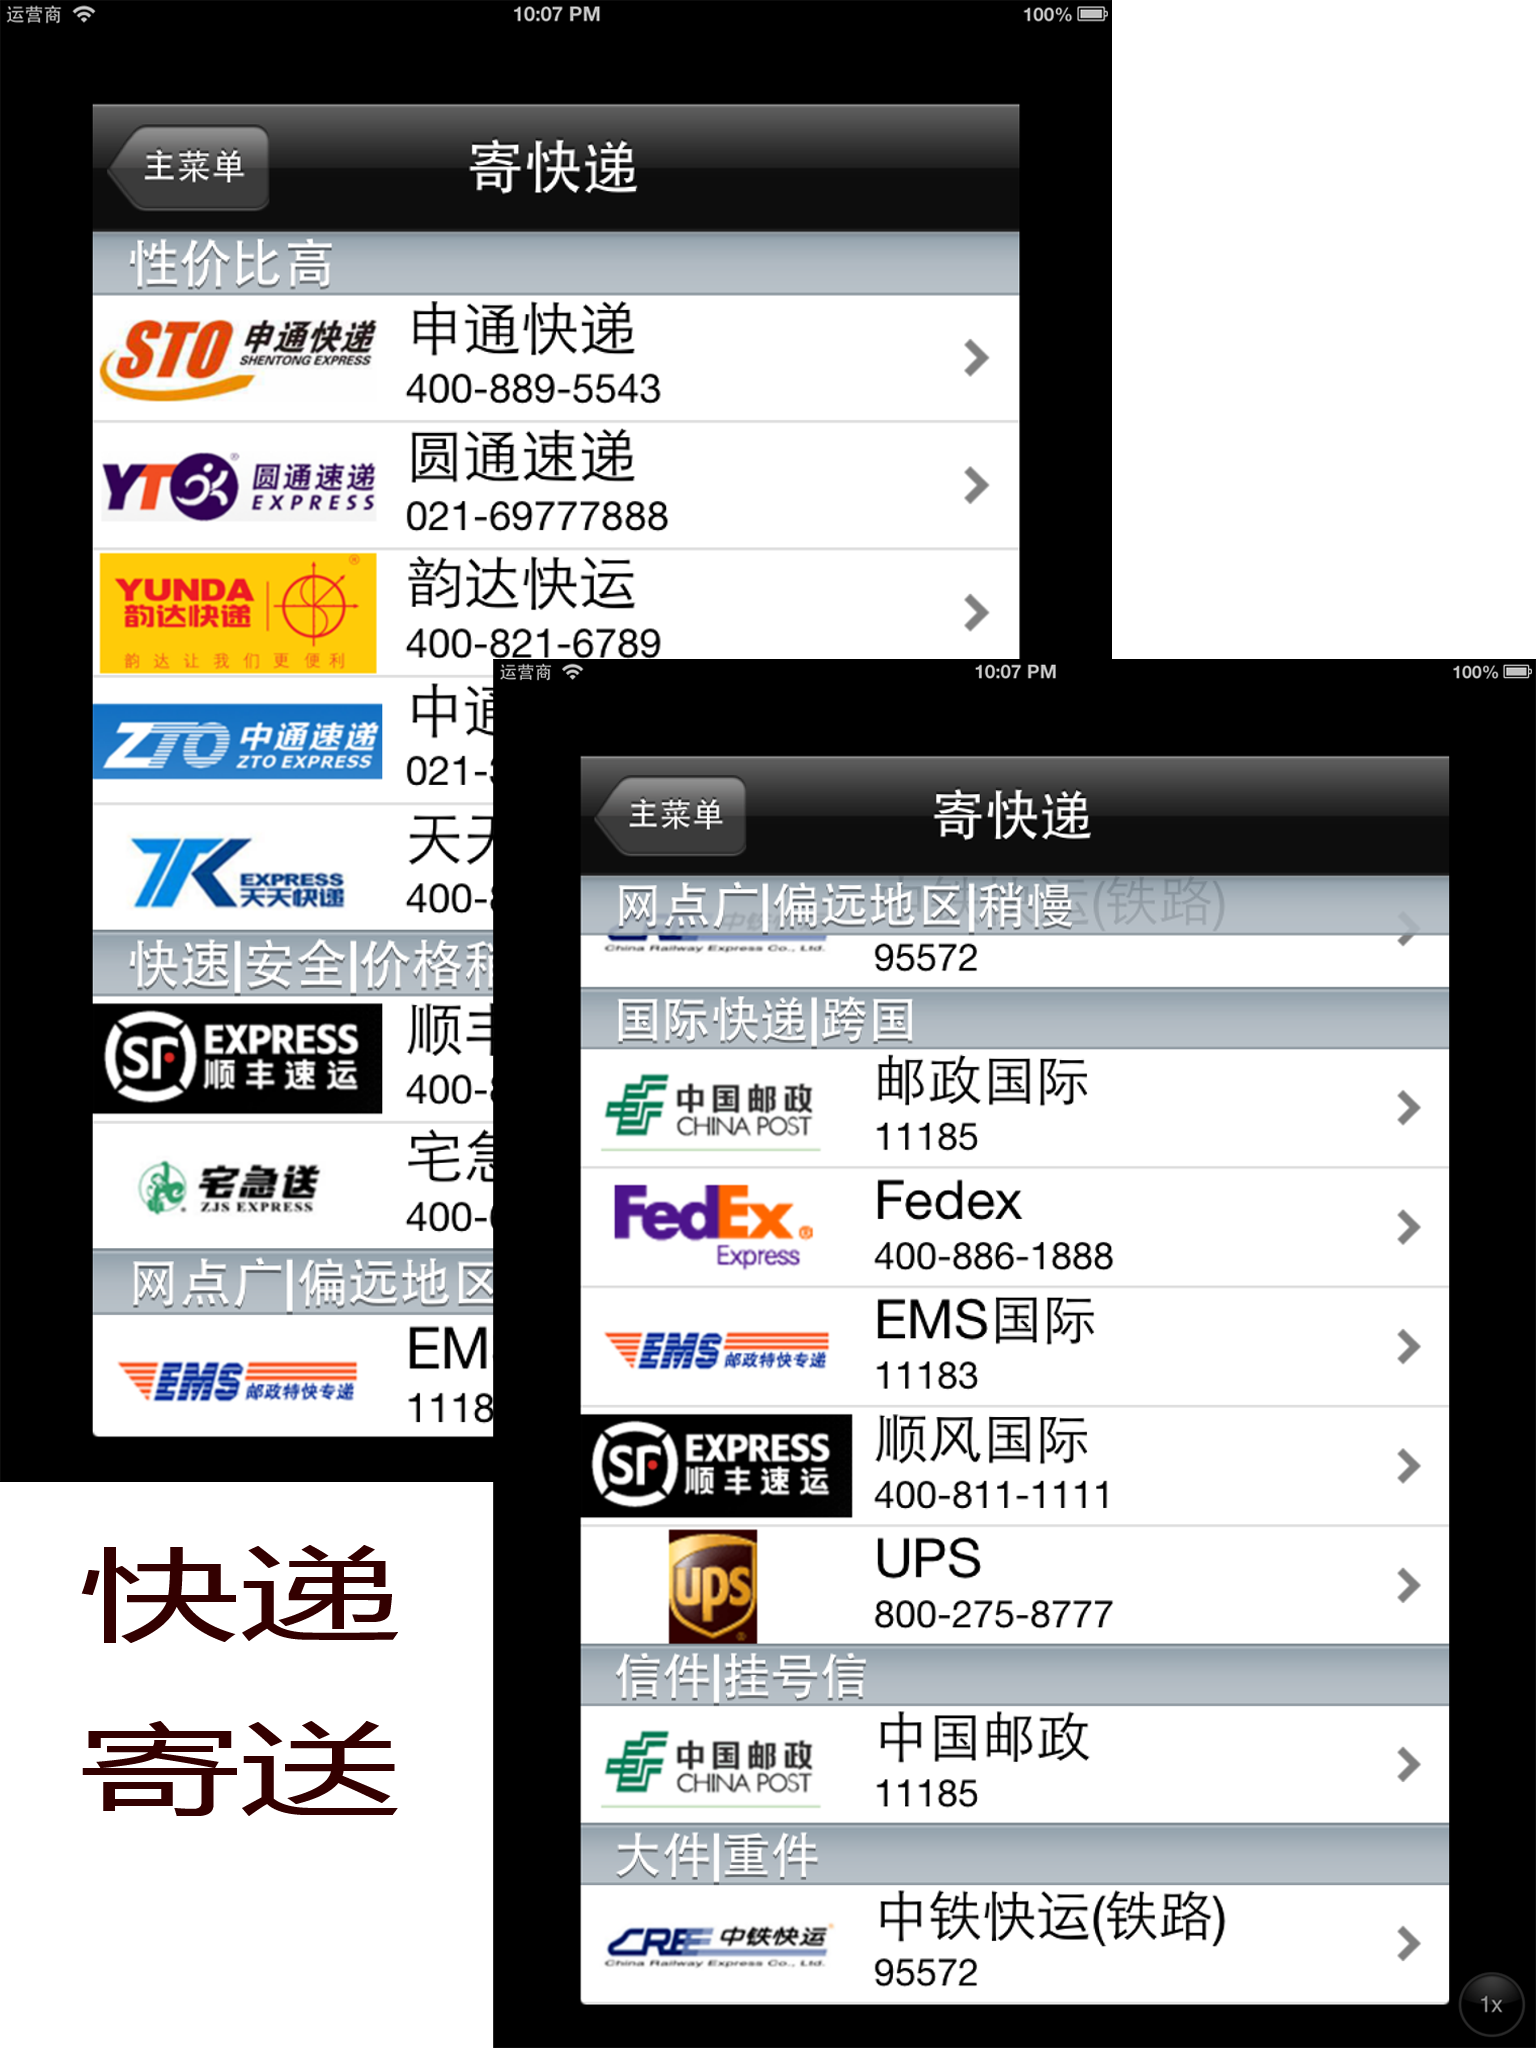 运营商
10:07 PM
100%
主菜单
寄快递
性价比高
STO 申通快递
SHENTONG EXPRESS
申通快递
400-889-5543
YTO 圆通速递
EXPRESS
圆通速递
021-69777888
YUNDA
韵达快递
韵达让我们更便利
韵达快运
400-821-6789
ZTO 中通速递
ZTO EXPRESS
中通
021-
TTK EXPRESS
天天快递
天天
400-
快速|安全|价格稍
SF EXPRESS
顺丰速运
顺丰
400-
宅急送
ZJS EXPRESS
宅急
400-
网点广|偏远地区
EMS 邮政特快专递
EM
1118
运营商
10:07 PM
100%
主菜单
寄快递
网点广|偏远地区|稍慢
中铁快运(铁路)
China Railway Express Co., Ltd.
95572
国际快递|跨国
中国邮政
CHINA POST
邮政国际
11185
FedEx
Express
Fedex
400-886-1888
EMS 邮政特快专递
EMS国际
11183
SF EXPRESS
顺丰速运
顺风国际
400-811-1111
ups
UPS
800-275-8777
信件|挂号信
中国邮政
CHINA POST
中国邮政
11185
大件|重件
CRE 中铁快运
China Railway Express Co., Ltd.
中铁快运(铁路)
95572
1x
快递
寄送